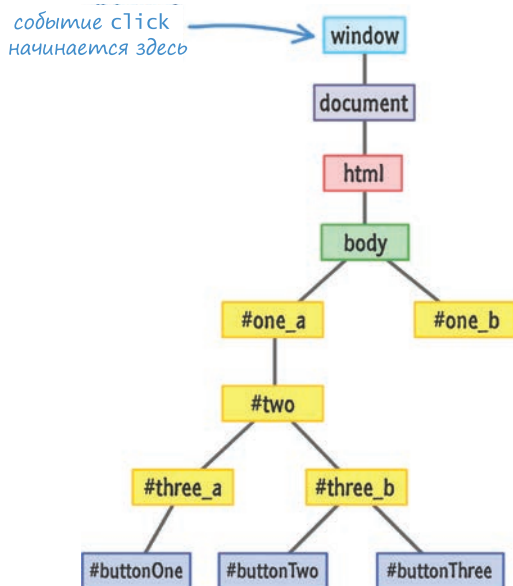 событие click
начинается здесь
window
document
html
body
#one_a
#one_b
#two
#three_a
#three_b
#buttonOne
#buttonTwo
#buttonThree